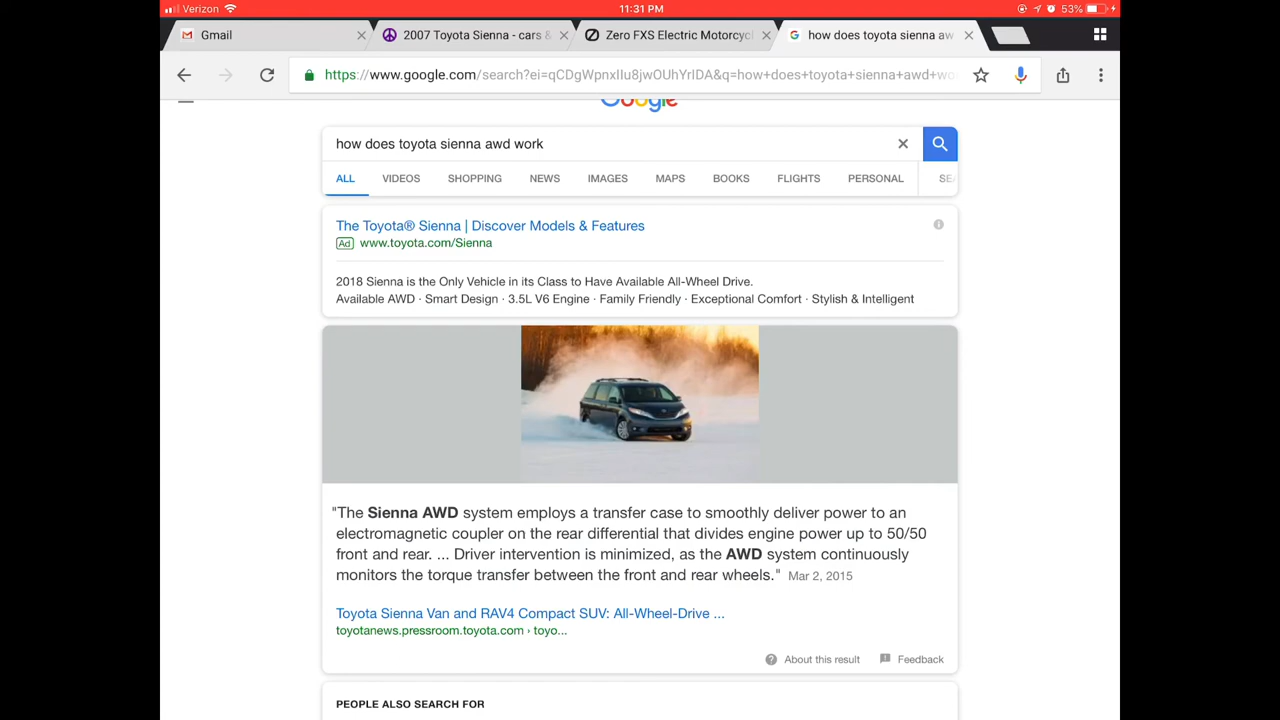 Verizon
11:31 PM
53%
Gmail
2007 Toyota Sienna - cars &
Zero FXS Electric Motorcyc
how does toyota sienna aw
https://www.google.com/search?ei=qCDgWpnxIIu8jwOUhYrIDA&q=how+does+toyota+sienna+awd+wo
Google
how does toyota sienna awd work
ALL
VIDEOS
SHOPPING
NEWS
IMAGES
MAPS
BOOKS
FLIGHTS
PERSONAL
SEA
The Toyota® Sienna | Discover Models & Features
Ad www.toyota.com/Sienna
2018 Sienna is the Only Vehicle in its Class to Have Available All-Wheel Drive.
Available AWD · Smart Design · 3.5L V6 Engine · Family Friendly · Exceptional Comfort · Stylish & Intelligent
"The Sienna AWD system employs a transfer case to smoothly deliver power to an
electromagnetic coupler on the rear differential that divides engine power up to 50/50
front and rear. ... Driver intervention is minimized, as the AWD system continuously
monitors the torque transfer between the front and rear wheels." Mar 2, 2015
Toyota Sienna Van and RAV4 Compact SUV: All-Wheel-Drive ...
toyotanews.pressroom.toyota.com › toyo...
About this result
Feedback
PEOPLE ALSO SEARCH FOR